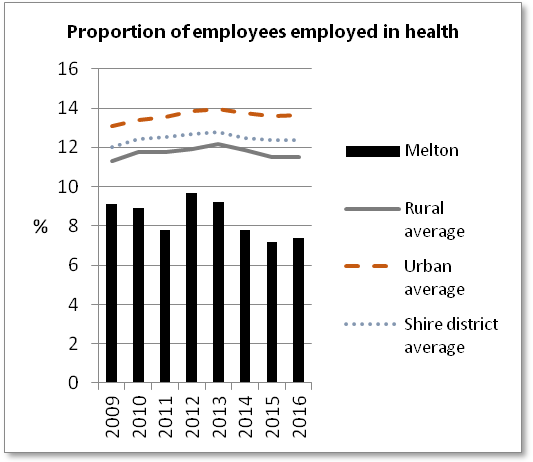 Proportion of employees employed in health
16
14
12
10
8
6
4
2
0
%
2009
2010
2011
2012
2013
2014
2015
2016
Melton
Rural
average
Urban
average
Shire district
average